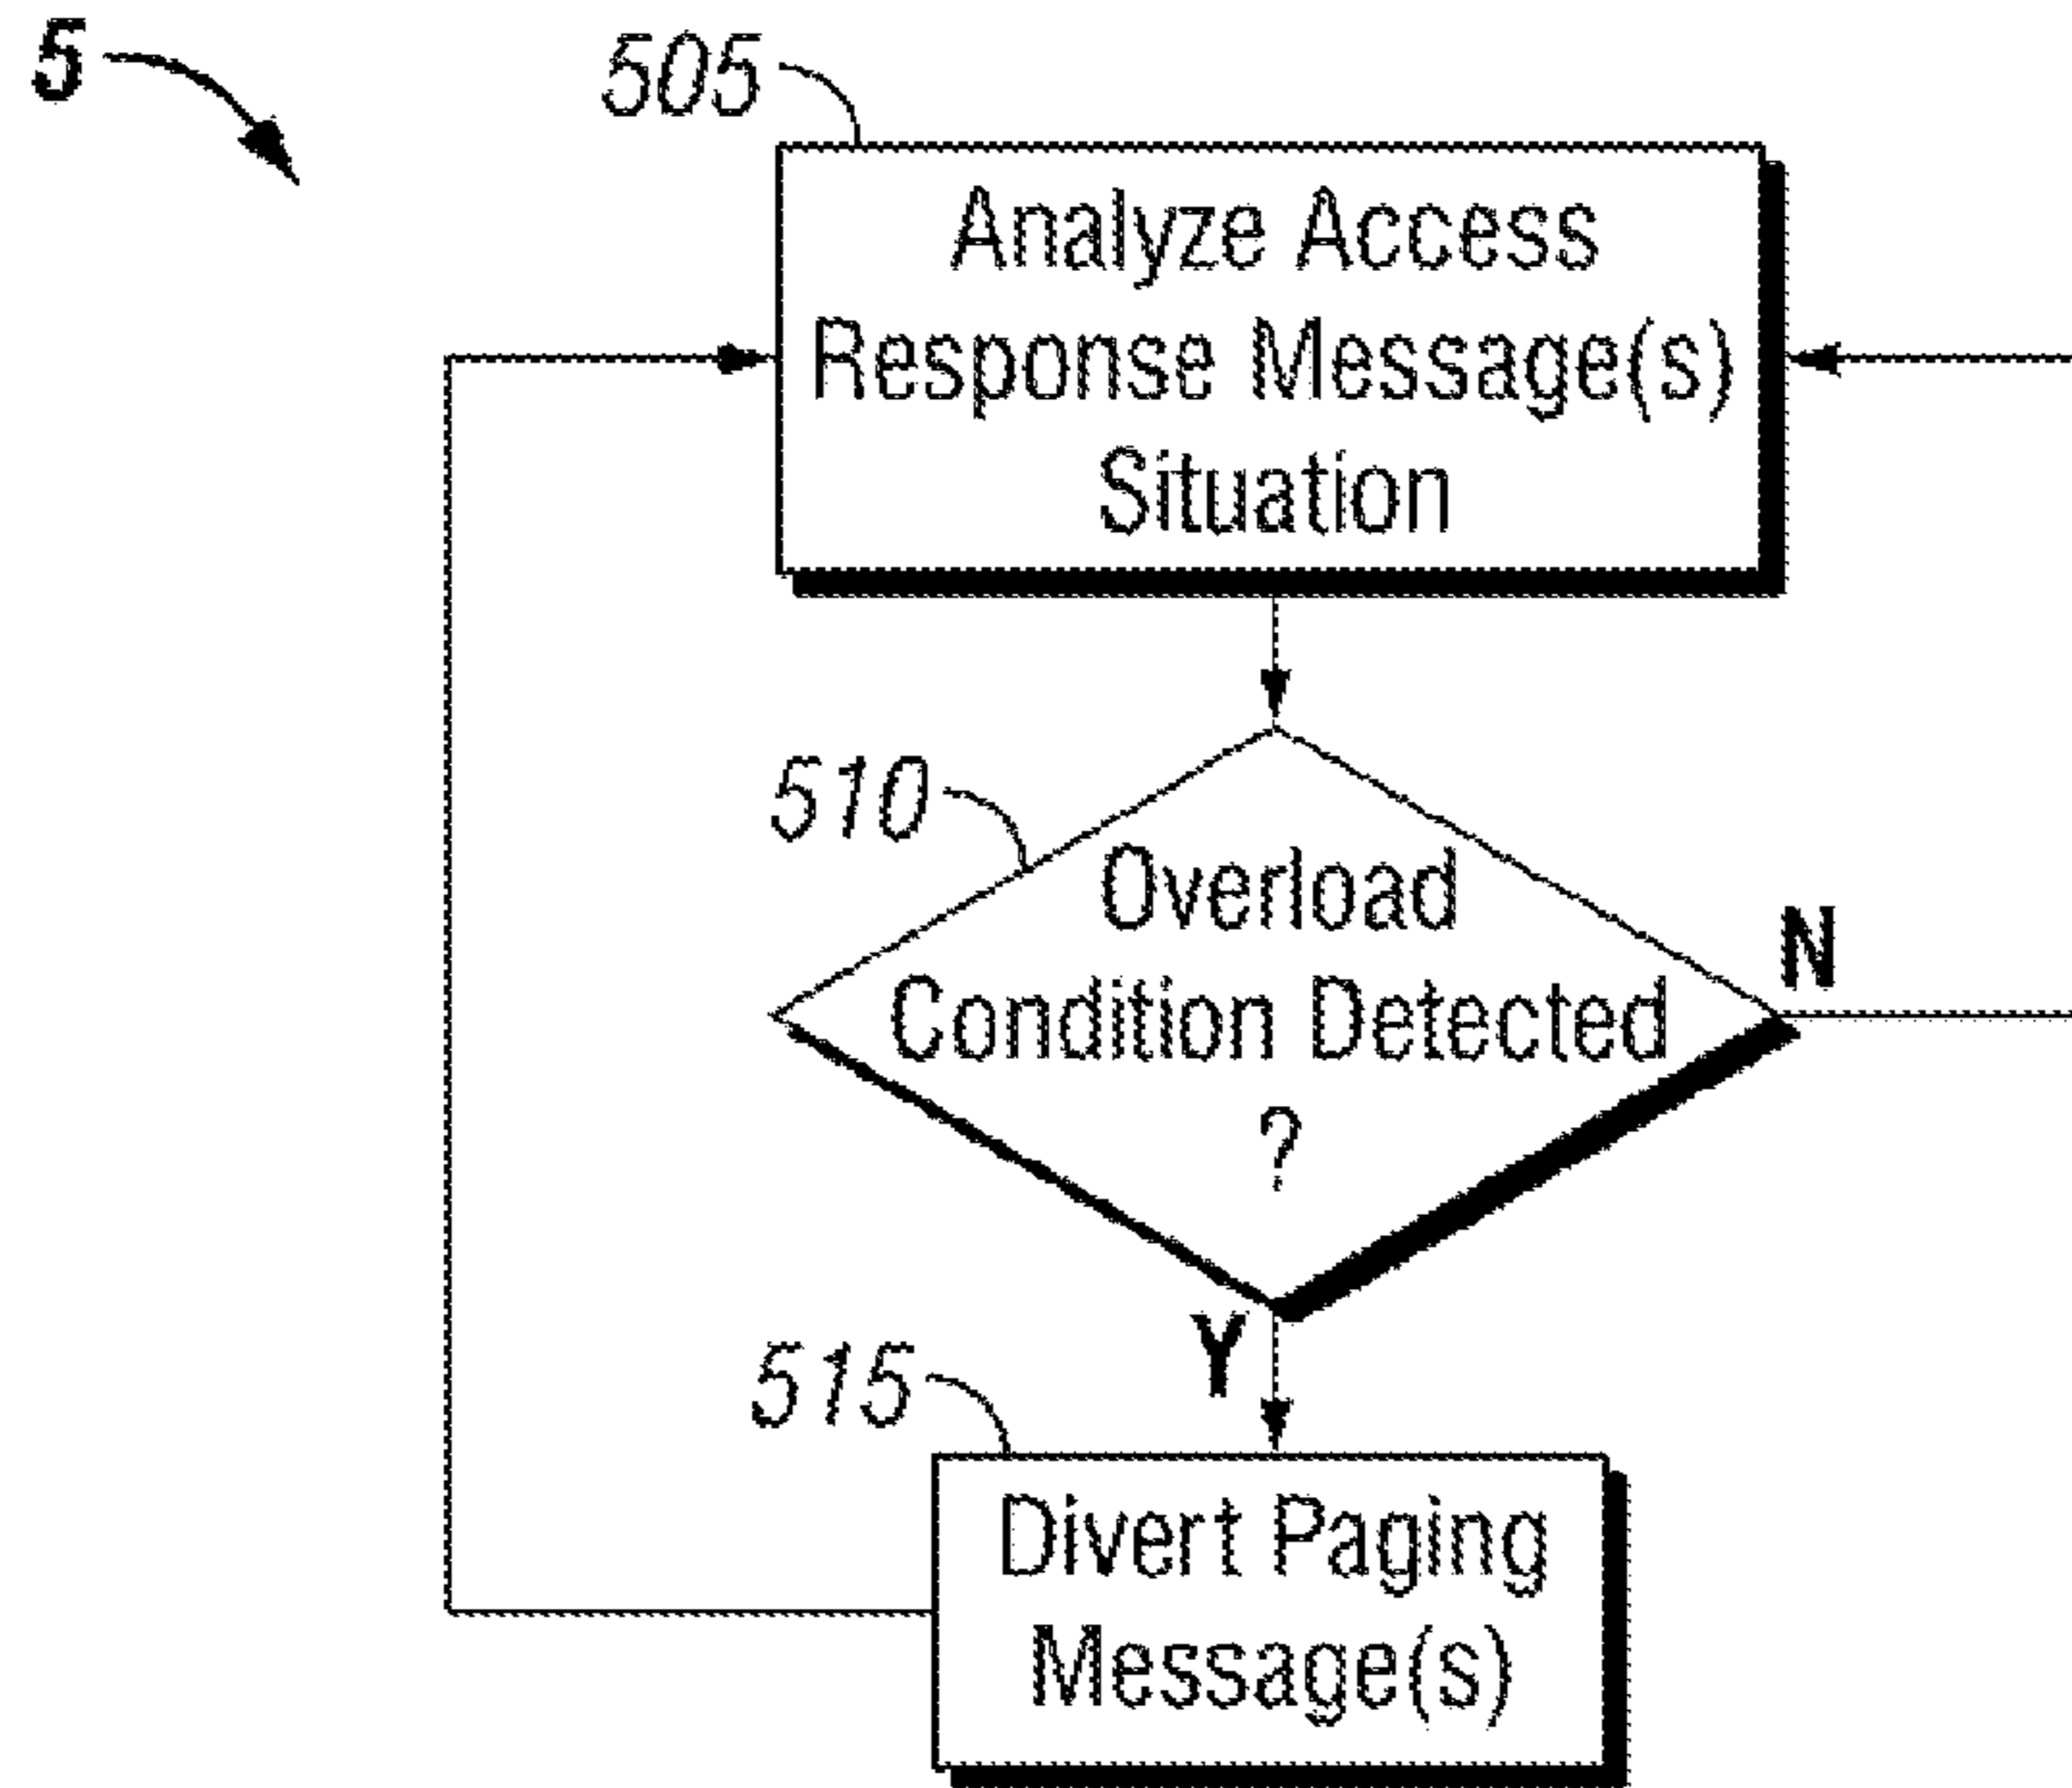 5
505
Analyze Access
Response Message(s)
Situation
510
Overload
Condition Detected
?
N
Y
515
Divert Paging
Message(s)